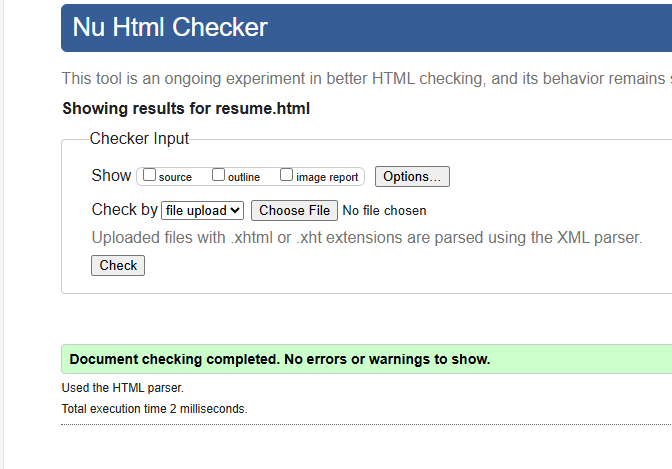 Nu Html Checker
This tool is an ongoing experiment in better HTML checking, and its behavior remains
Showing results for resume.html
Checker Input
Show source outline image report Options...
Check by file upload Choose File No file chosen
Uploaded files with .xhtml or .xht extensions are parsed using the XML parser.
Check
Document checking completed. No errors or warnings to show.
Used the HTML parser.
Total execution time 2 milliseconds.